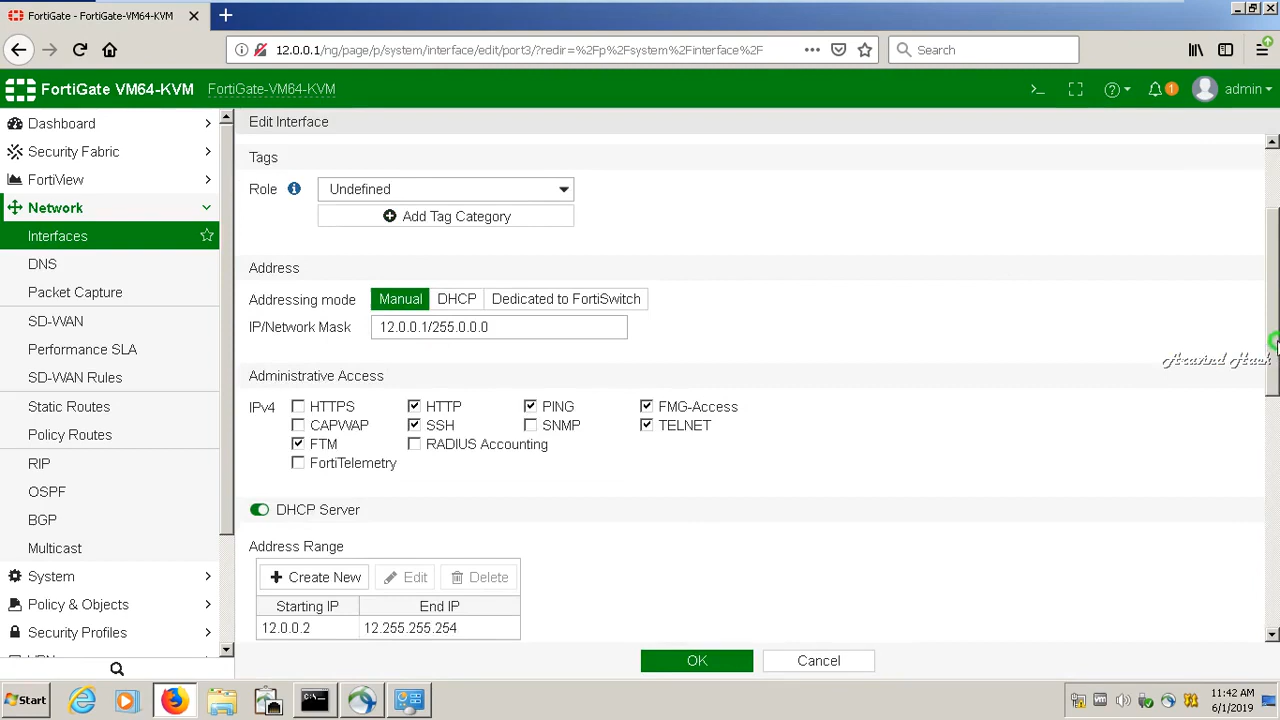 FortiGate - FortiGate-VM64-KVM
12.0.0.1/ng/page/p/system/interface/edit/port3/?redir=%2Fp%2Fsystem%2Finterface%2F
Search
FortiGate VM64-KVM
FortiGate-VM64-KVM
1
admin
Dashboard
Security Fabric
FortiView
Network
Interfaces
DNS
Packet Capture
SD-WAN
Performance SLA
SD-WAN Rules
Static Routes
Policy Routes
RIP
OSPF
BGP
Multicast
System
Policy & Objects
Security Profiles
Edit Interface
Tags
Role Undefined
Add Tag Category
Address
Addressing mode Manual DHCP Dedicated to FortiSwitch
IP/Network Mask 12.0.0.1/255.0.0.0
Aravind Hack
Administrative Access
IPv4 HTTPS HTTP PING FMG-Access
CAPWAP SSH SNMP TELNET
FTM RADIUS Accounting
FortiTelemetry
DHCP Server
Address Range
Create New Edit Delete
Starting IP End IP
12.0.0.2 12.255.255.254
OK Cancel
Start
11:42 AM
6/1/2019